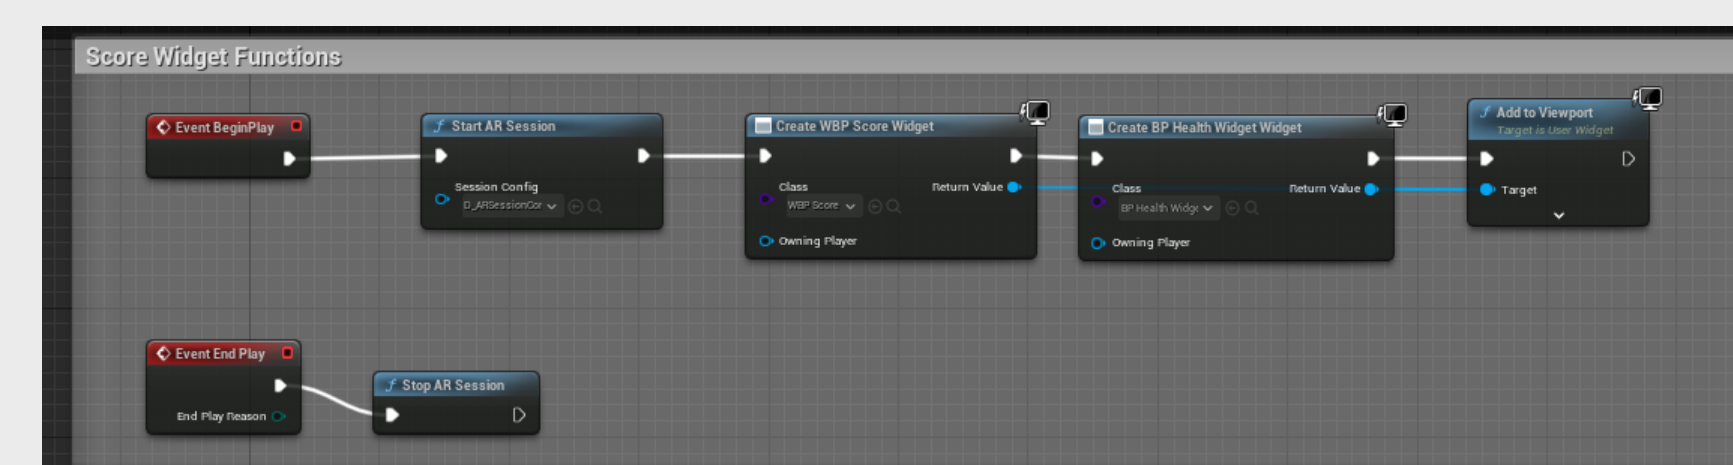 Score Widget Functions
Event BeginPlay
Start AR Session
Session Config
D_ARSessionCor
Create WBP Score Widget
Class
Return Value
WBP Score
Owning Player
Create BP Health Widget Widget
Class
Return Value
BP Health Widge
Owning Player
Add to Viewport
Target is User Widget
Target
Event End Play
End Play Reason
Stop AR Session